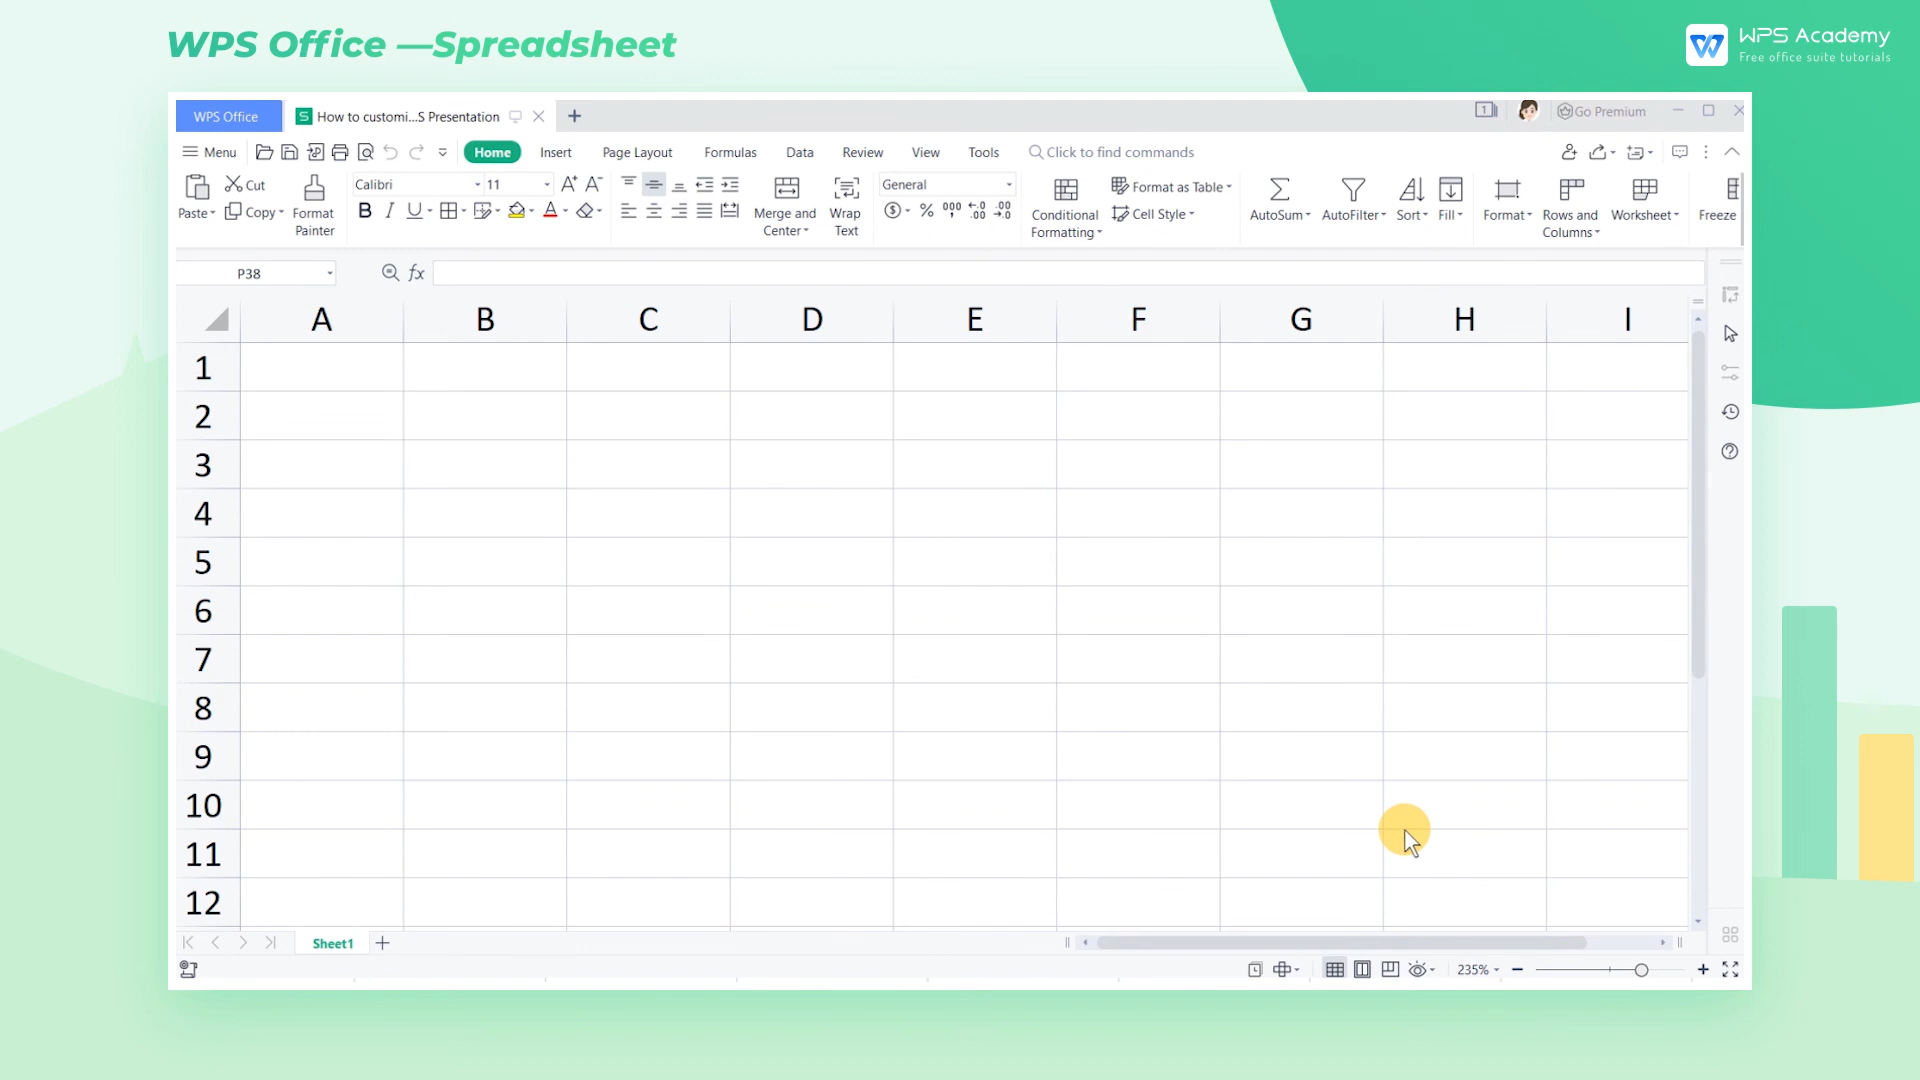 WPS Office —Spreadsheet
WPS Academy
Free office suite tutorials
WPS Office
How to customi...S Presentation
1
Go Premium
Menu
Home
Insert
Page Layout
Formulas
Data
Review
View
Tools
Click to find commands
Paste
Cut
Copy
Format
Painter
Calibri
11
Merge and
Center
Wrap
Text
General
Conditional
Formatting
Format as Table
Cell Style
AutoSum
AutoFilter
Sort
Fill
Format
Rows and
Columns
Worksheet
Freeze
P38
fx
A B C D E F G H I
1
2
3
4
5
6
7
8
9
10
11
12
Sheet1
235%